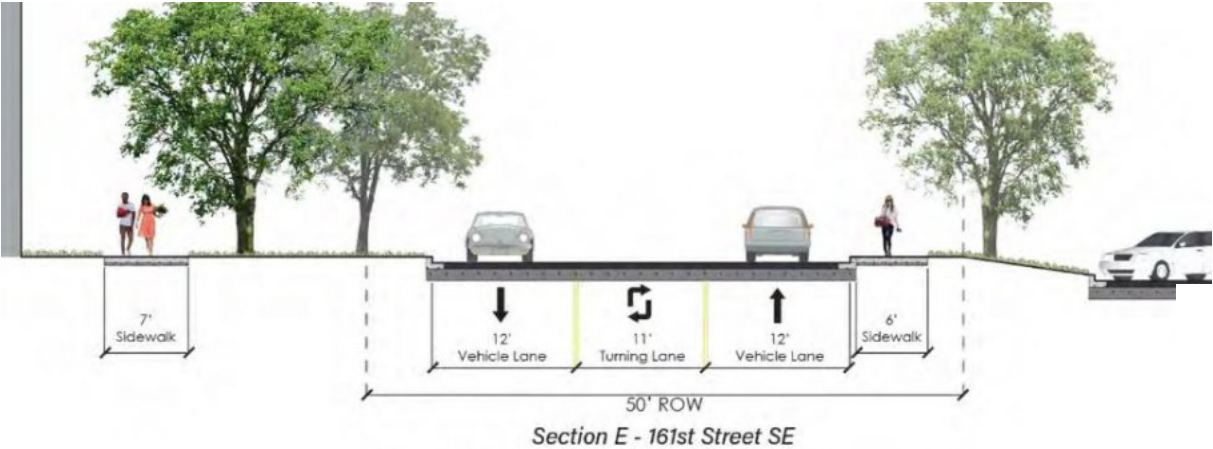 7'
Sidewalk
12'
Vehicle Lane
11'
Turning Lane
12'
Vehicle Lane
6'
Sidewalk
50' ROW
Section E - 161st Street SE